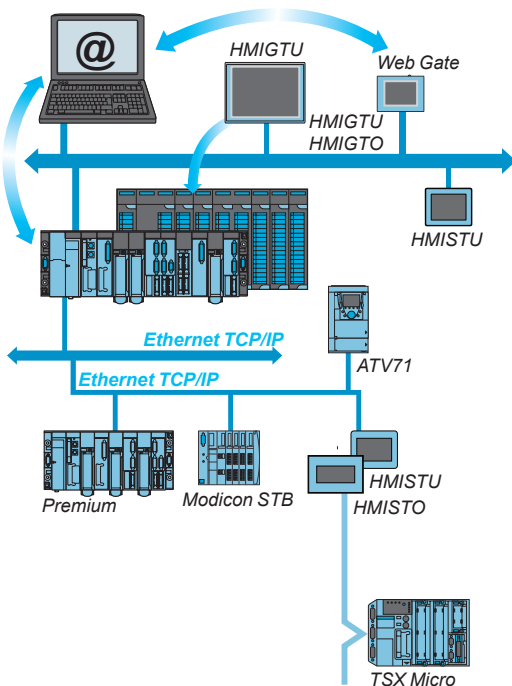 @
HMIGTU
Web Gate
HMIGTU
HMIGTO
HMISTU
Ethernet TCP/IP
ATV71
Ethernet TCP/IP
Premium
Modicon STB
HMISTU
HMISTO
TSX Micro